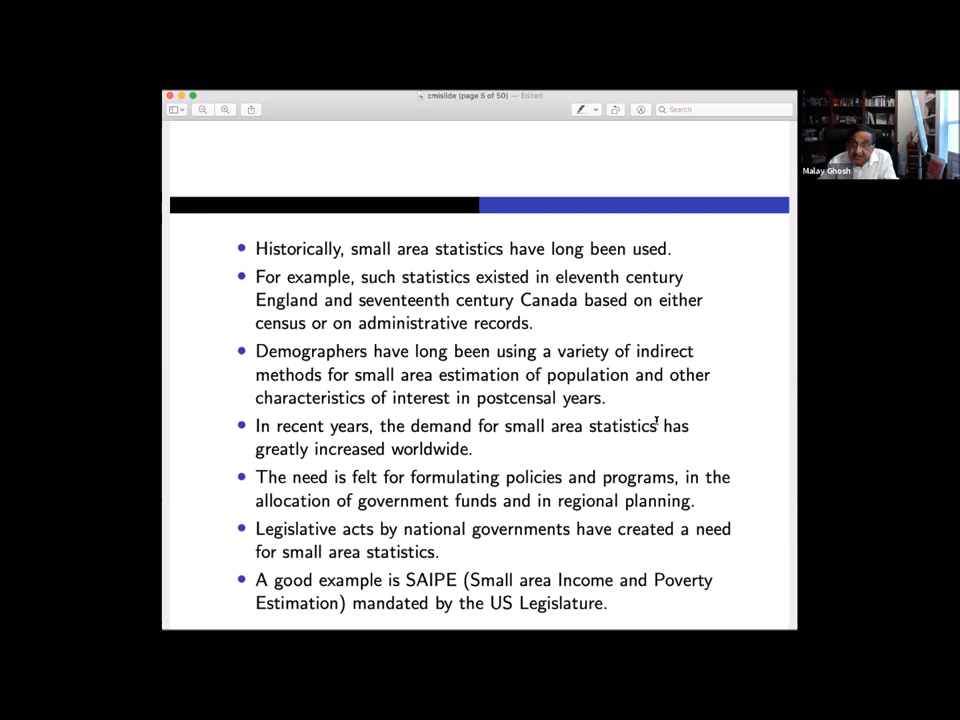 cmislide (page 5 of 50) — Edited
Search
Malay Ghosh
• Historically, small area statistics have long been used.
• For example, such statistics existed in eleventh century
England and seventeenth century Canada based on either
census or on administrative records.
• Demographers have long been using a variety of indirect
methods for small area estimation of population and other
characteristics of interest in postcensal years.
• In recent years, the demand for small area statistics has
greatly increased worldwide.
• The need is felt for formulating policies and programs, in the
allocation of government funds and in regional planning.
• Legislative acts by national governments have created a need
for small area statistics.
• A good example is SAIPE (Small area Income and Poverty
Estimation) mandated by the US Legislature.